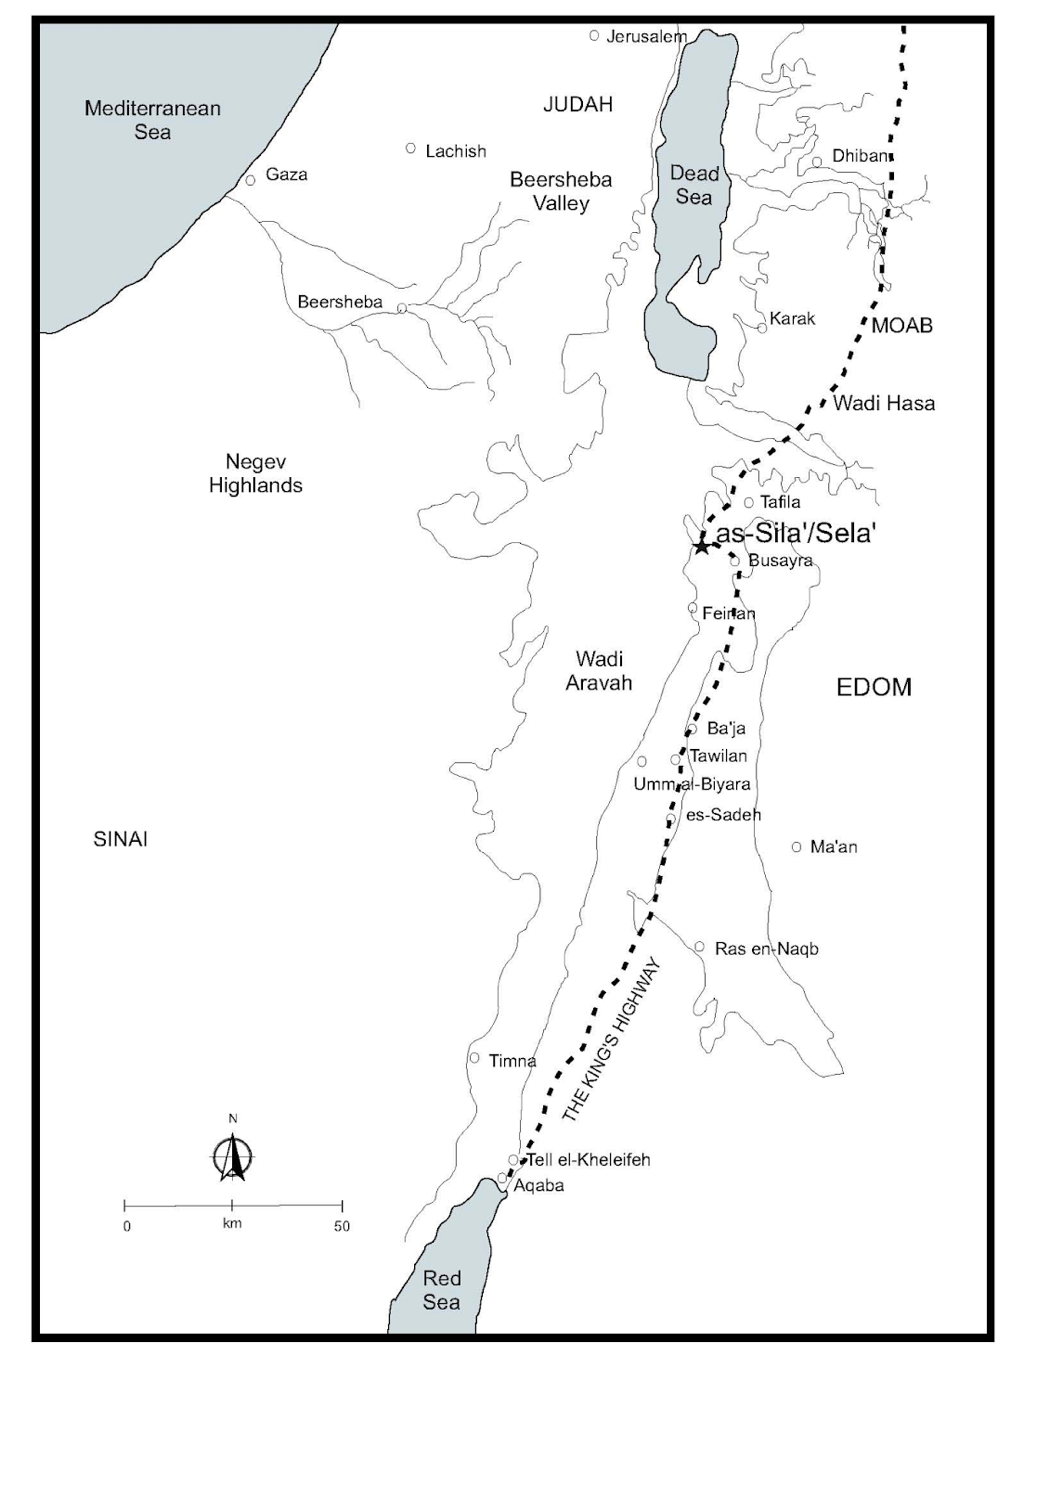 Jerusalem
Mediterranean
Sea
JUDAH
Lachish
Dhiban
Gaza
Dead
Sea
Beersheba
Valley
Beersheba
Karak
MOAB
Wadi Hasa
Negev
Highlands
Tafila
as-Sila'/Sela'
Busayra
Feinan
Wadi
Aravah
EDOM
Ba'ja
Tawilan
Umm al-Biyara
es-Sadeh
SINAI
Ma'an
Ras en-Naqb
THE KING'S HIGHWAY
Timna
N
Tell el-Kheleifeh
Aqaba
0 km 50
Red
Sea